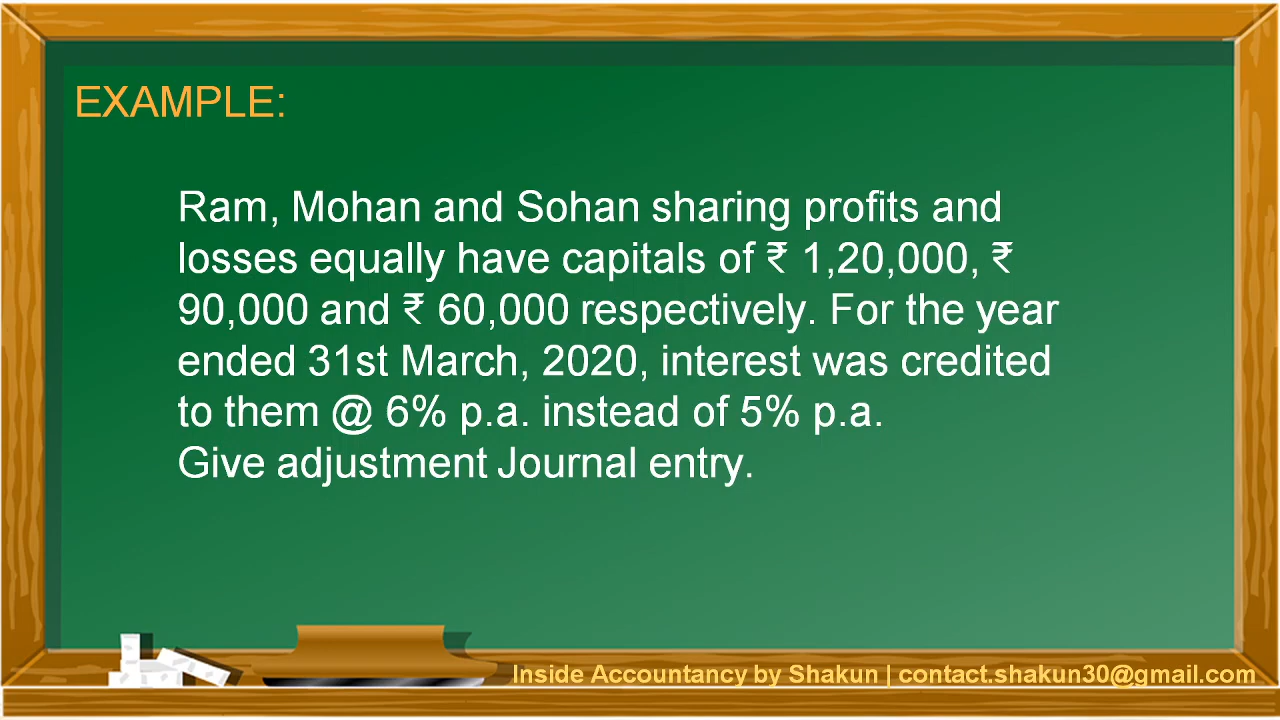 EXAMPLE:
Ram, Mohan and Sohan sharing profits and
losses equally have capitals of ₹ 1,20,000, ₹
90,000 and ₹ 60,000 respectively. For the year
ended 31st March, 2020, interest was credited
to them @ 6% p.a. instead of 5% p.a.
Give adjustment Journal entry.
Inside Accountancy by Shakun | contact.shakun30@gmail.com